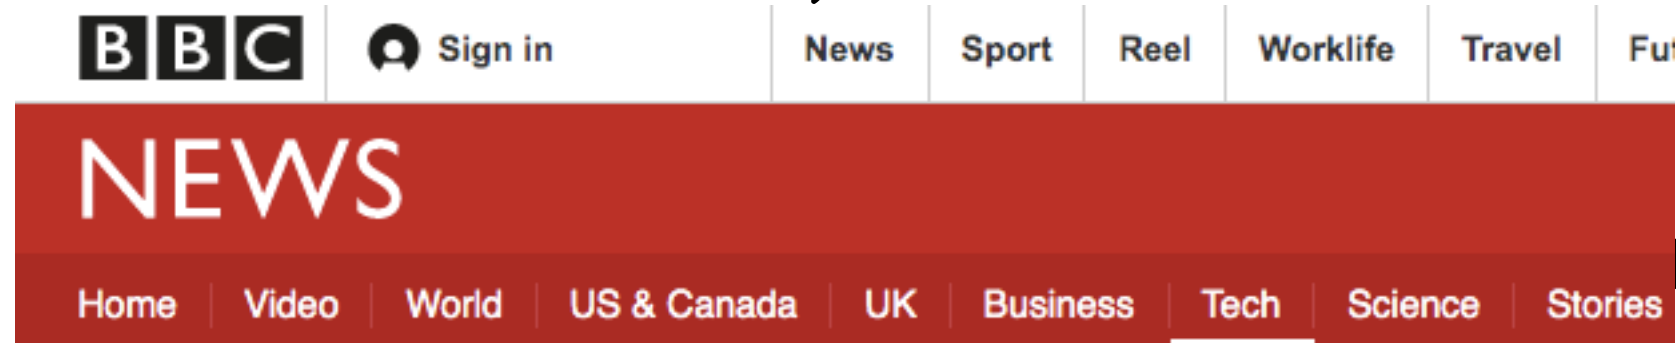 BBC Sign in News Sport Reel Worklife Travel
NEWS
Home Video World US & Canada UK Business Tech Science Stories